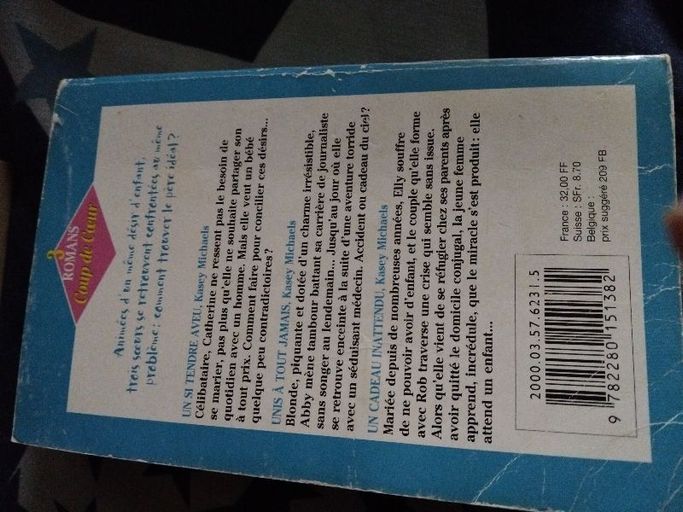 3
ROMANS
Coup de Cœur
Animées d'un même désir d'enfant,
trois sœurs se retrouvent confrontées au même
problème : comment trouver le père idéal ?
UN SI TENDRE AVEU, Kasey Michaels
Célibataire, Catherine ne ressent pas le besoin de
se marier, pas plus qu'elle ne souhaite partager son
quotidien avec un homme. Mais elle veut un bébé
à tout prix. Comment faire pour concilier ces désirs...
quelque peu contradictoires ?
UNIS À TOUT JAMAIS, Kasey Michaels
Blonde, piquante et dotée d'un charme irrésistible,
Abby mène tambour battant sa carrière de journaliste
sans songer au lendemain... Jusqu'au jour où elle
se retrouve enceinte à la suite d'une aventure torride
avec un séduisant médecin. Accident ou cadeau du ciel ?
UN CADEAU INATTENDU, Kasey Michaels
Mariée depuis de nombreuses années, Elly souffre
de ne pouvoir avoir d'enfant, et le couple qu'elle forme
avec Rob traverse une crise qui semble sans issue.
Alors qu'elle vient de se réfugier chez ses parents après
avoir quitté le domicile conjugal, la jeune femme
apprend, incrédule, que le miracle s'est produit : elle
attend un enfant...
2000.03.57.6231.5
9 782280 151382
France : 32,00 FF
Suisse : SFr. 8.70
Belgique :
prix suggéré 209 FB